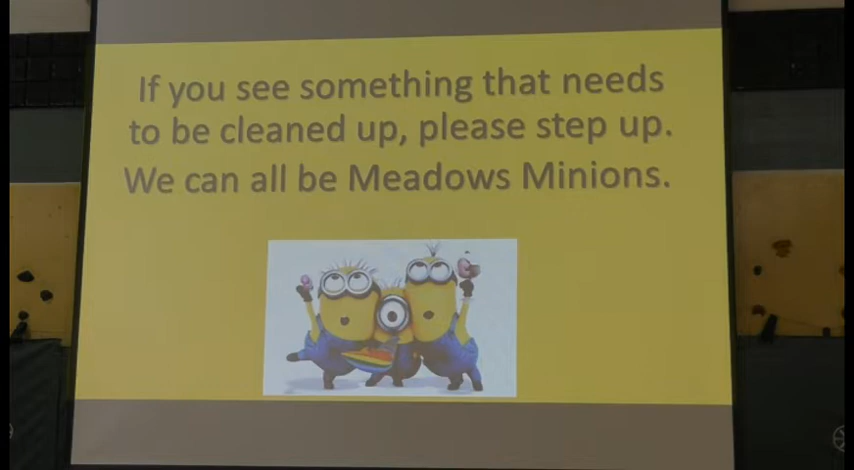 If you see something that needs
to be cleaned up, please step up.
We can all be Meadows Minions.